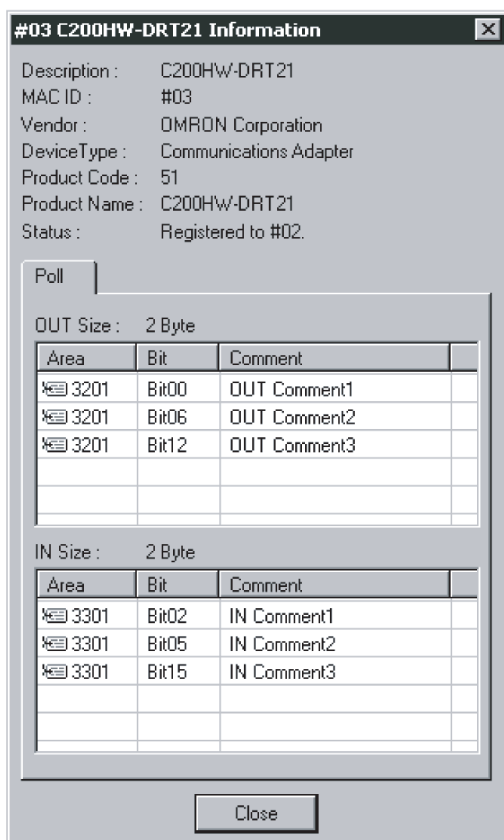 #03 C200HW-DRT21 Information
Description : C200HW-DRT21
MAC ID : #03
Vendor : OMRON Corporation
DeviceType : Communications Adapter
Product Code : 51
Product Name : C200HW-DRT21
Status : Registered to #02.
Poll
OUT Size : 2 Byte
Area Bit Comment
3201 Bit00 OUT Comment1
3201 Bit06 OUT Comment2
3201 Bit12 OUT Comment3
IN Size : 2 Byte
Area Bit Comment
3301 Bit02 IN Comment1
3301 Bit05 IN Comment2
3301 Bit15 IN Comment3
Close